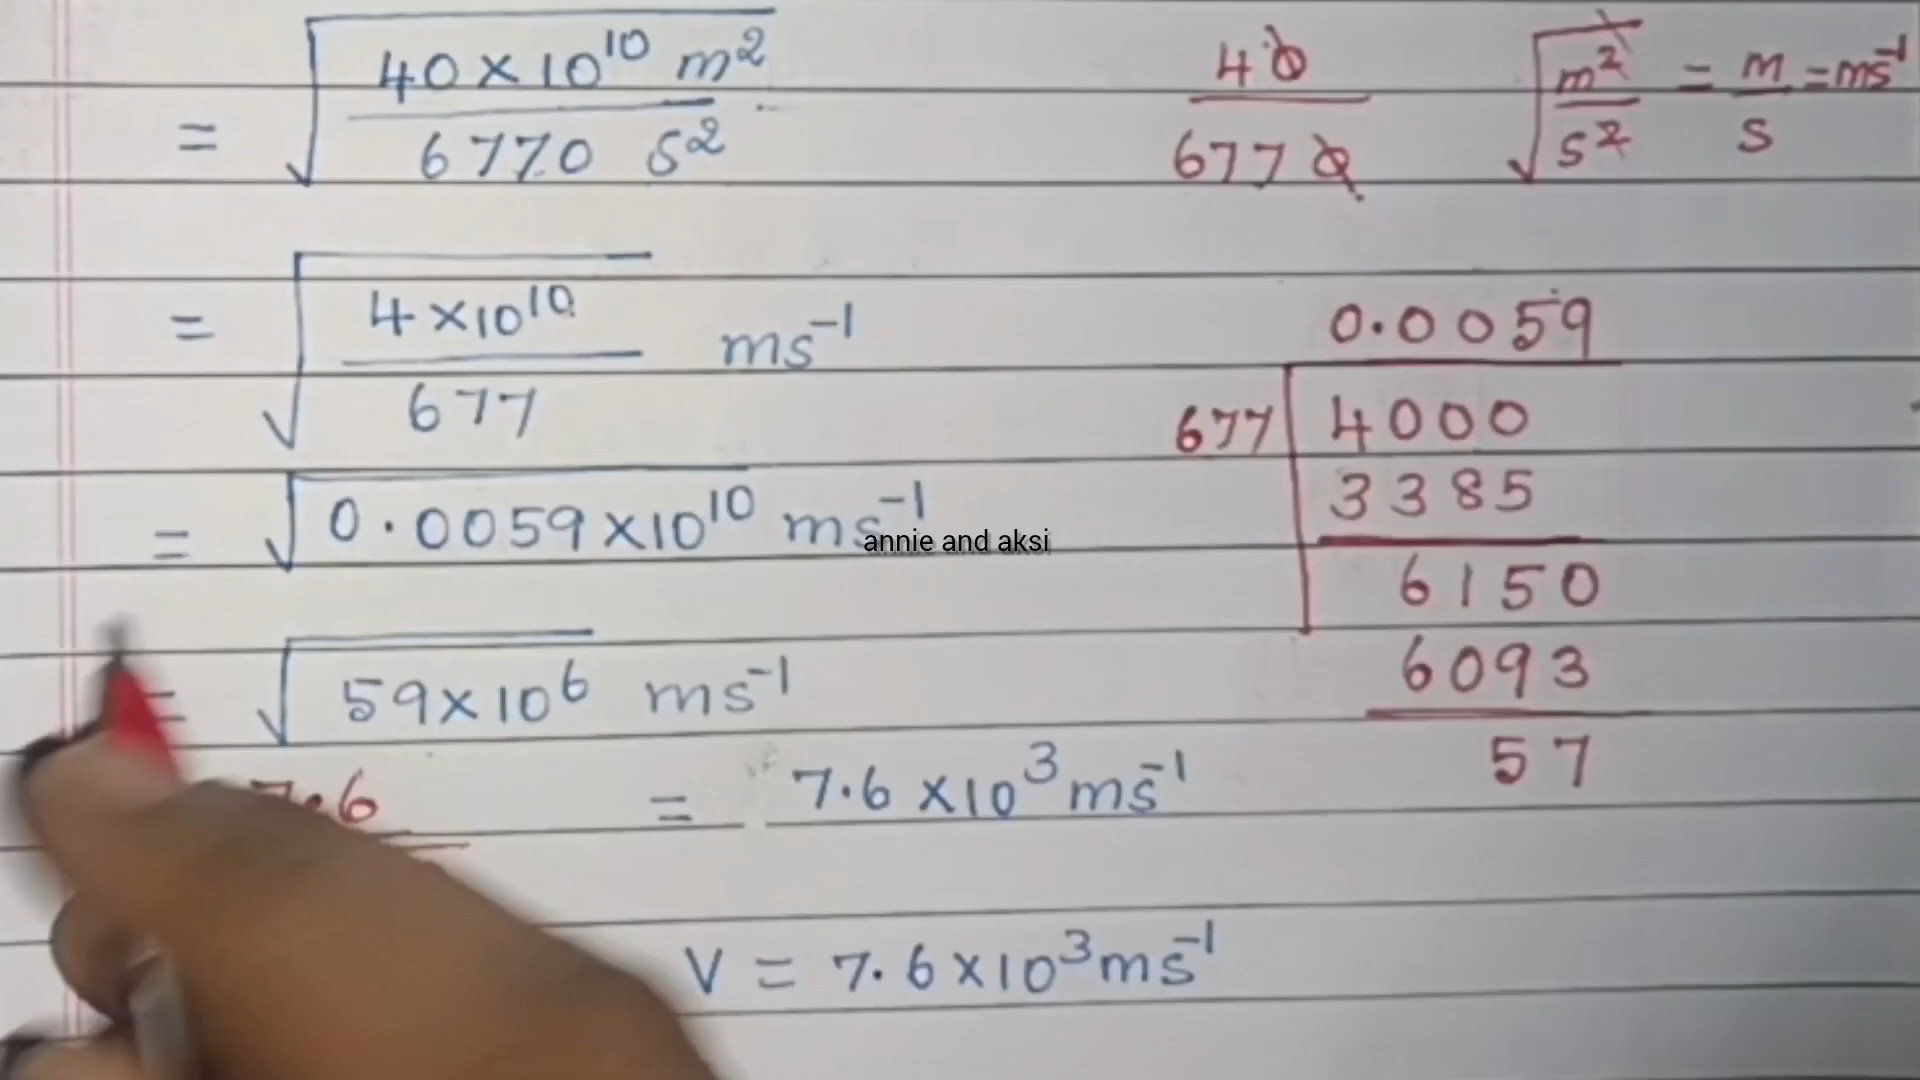 = √(40 × 10¹⁰ m² / 6770 s²)
40 / 6770
√(m² / s²) = m / s = ms⁻¹
= √(4 × 10¹⁰ / 677) ms⁻¹
= √(0.0059 × 10¹⁰) ms⁻¹
annie and aksi
= √(59 × 10⁶) ms⁻¹
7.6
= 7.6 × 10³ ms⁻¹
V = 7.6 × 10³ ms⁻¹
0.0059
677 4000
3385
6150
6093
57